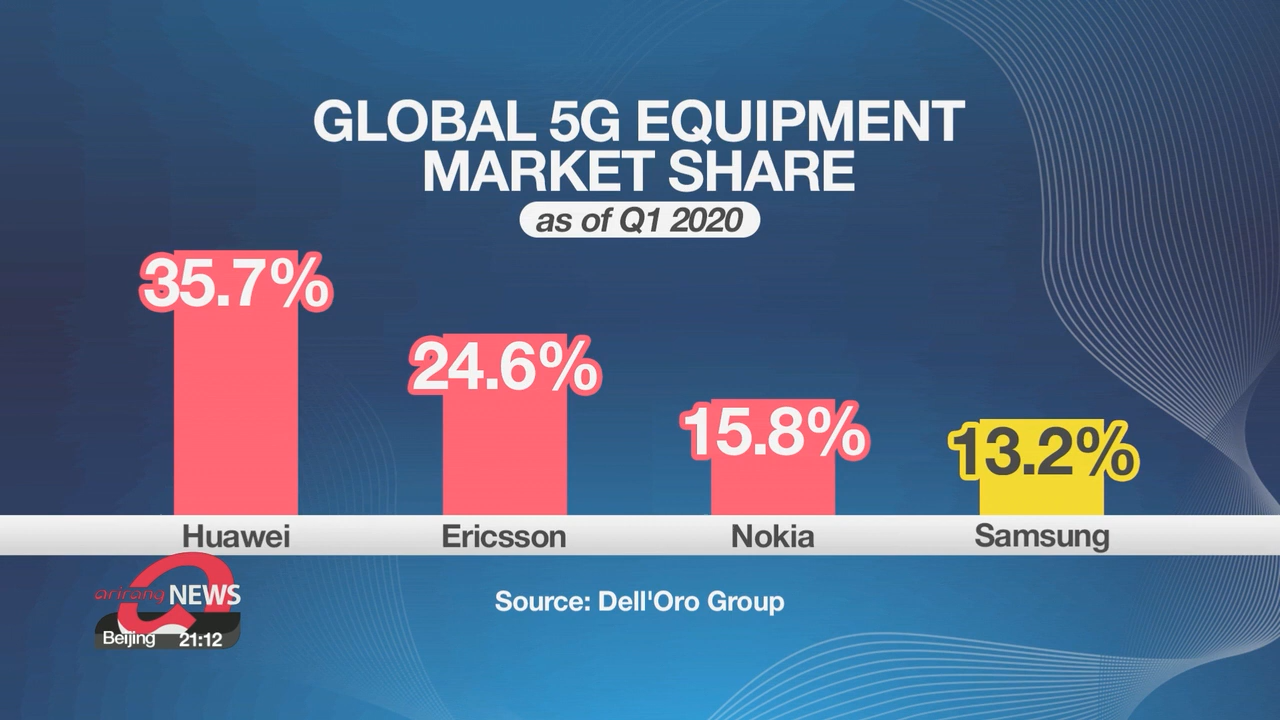 GLOBAL 5G EQUIPMENT
MARKET SHARE
as of Q1 2020
35.7%
24.6%
15.8%
13.2%
Huawei
Ericsson
Nokia
Samsung
Source: Dell'Oro Group
arirang NEWS
Beijing 21:12